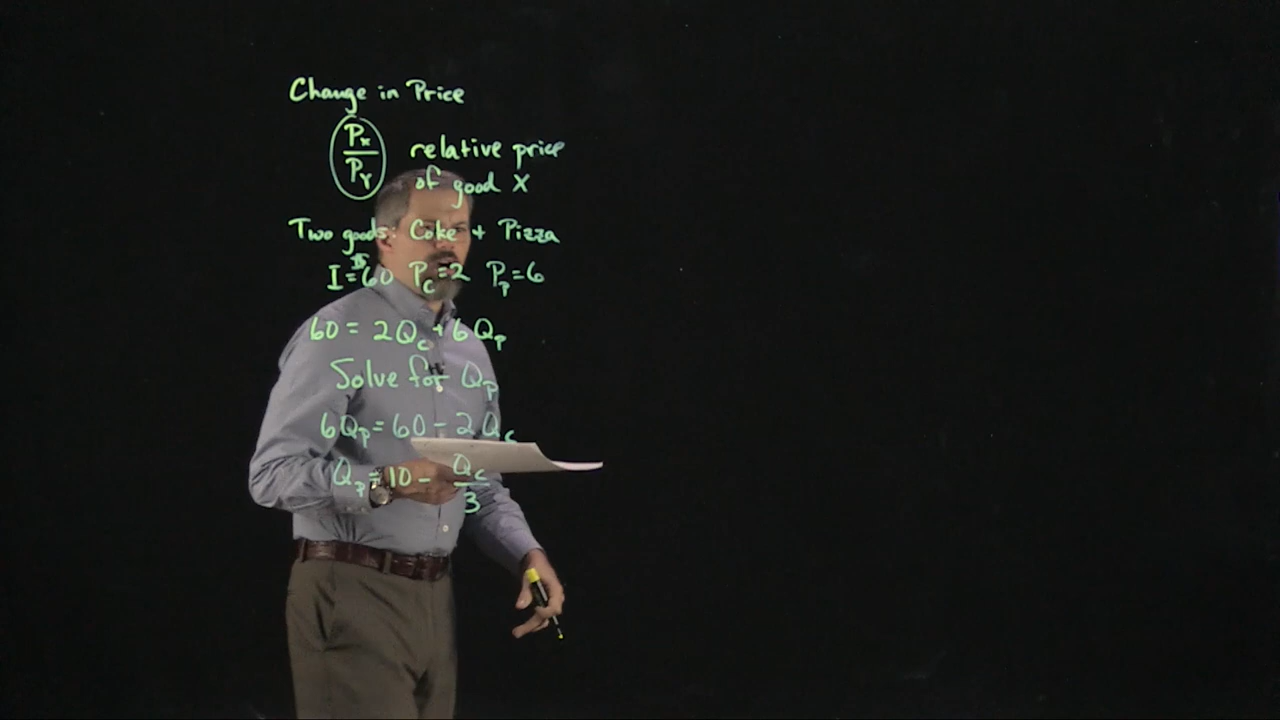 Change in Price
Px/Py relative price
of good X
Two goods: Coke + Pizza
I=$60 Pc=2 Pp=6
60 = 2Qc + 6Qp
Solve for Qp
6Qp = 60 - 2Qc
Qp = 10 - Qc/3